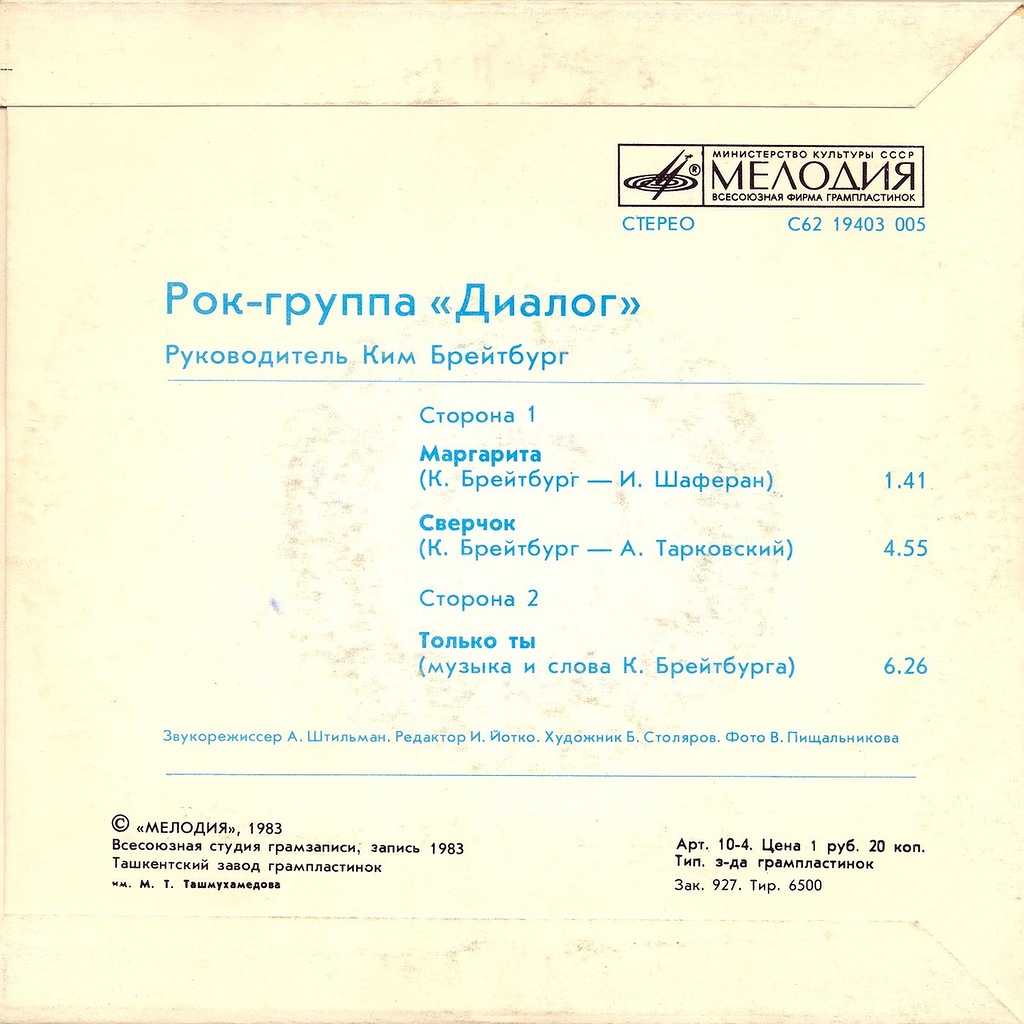 МИНИСТЕРСТВО КУЛЬТУРЫ СССР
®
МЕЛОДИЯ
ВСЕСОЮЗНАЯ ФИРМА ГРАМПЛАСТИНОК
СТЕРЕО С62 19403 005
Рок-группа «Диалог»
Руководитель Ким Брейтбург
Сторона 1
Маргарита
(К. Брейтбург — И. Шаферан) 1.41
Сверчок
(К. Брейтбург — А. Тарковский) 4.55
Сторона 2
Только ты
(музыка и слова К. Брейтбурга) 6.26
Звукорежиссер А. Штильман. Редактор И. Йотко. Художник Б. Столяров. Фото В. Пищальникова
© «МЕЛОДИЯ», 1983
Всесоюзная студия грамзаписи, запись 1983
Ташкентский завод грампластинок
им. М. Т. Ташмухамедова
Арт. 10-4. Цена 1 руб. 20 коп.
Тип. з-да грампластинок
Зак. 927. Тир. 6500